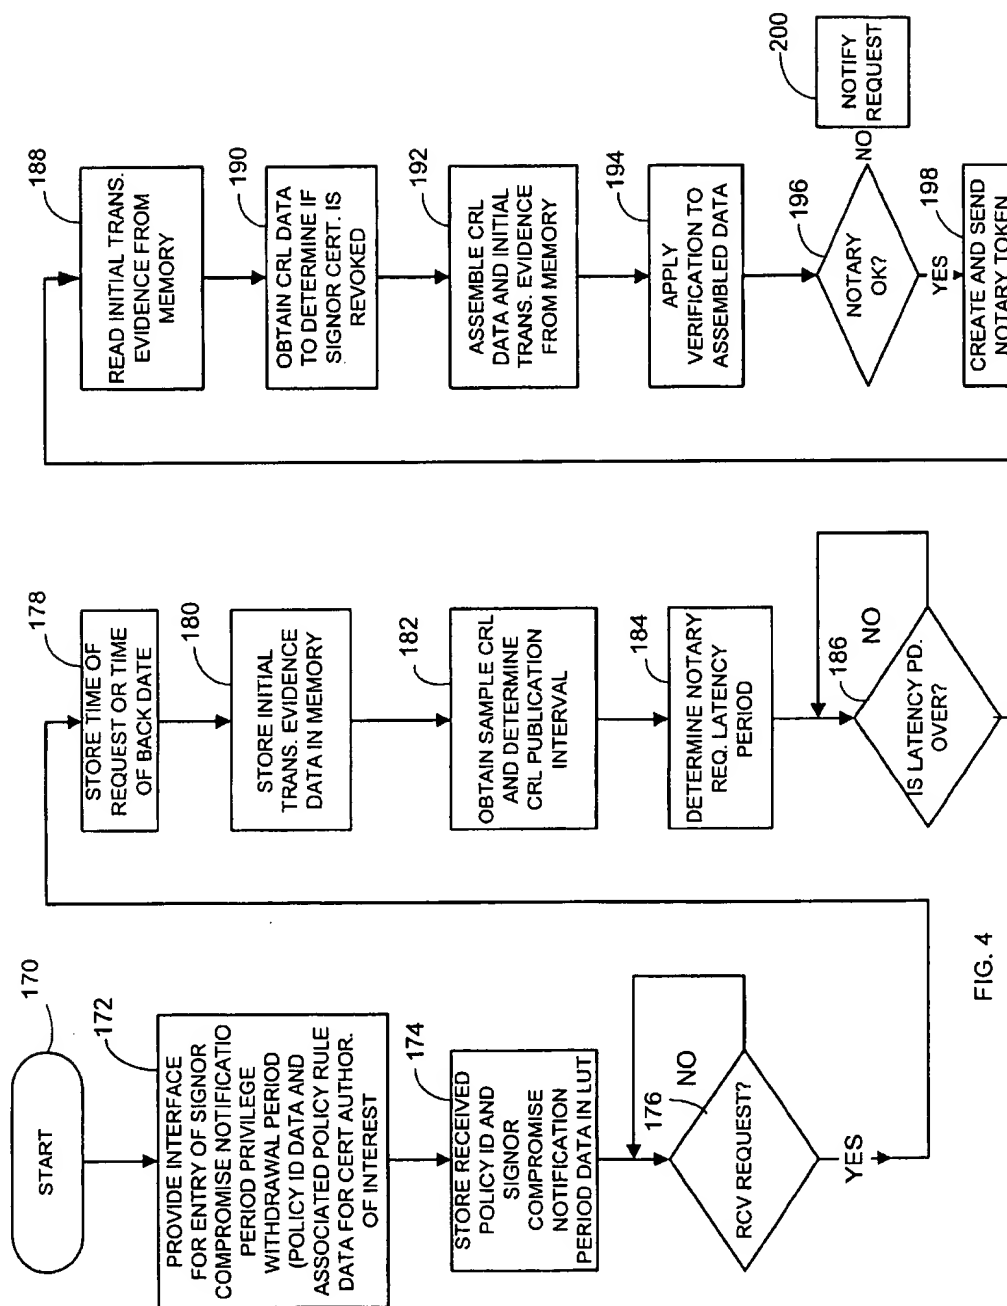 170
START
172
PROVIDE INTERFACE
FOR ENTRY OF SIGNOR
COMPROMISE NOTIFICATIO
PERIOD PRIVILEGE
WITHDRAWAL PERIOD
(POLICY ID DATA AND
ASSOCIATED POLICY RULE
DATA FOR CERT AUTHOR.
OF INTEREST
174
STORE RECEIVED
POLICY ID AND
SIGNOR
COMPROMISE
NOTIFICATION
PERIOD DATA IN LUT
176
NO
RCV REQUEST?
YES
178
STORE TIME OF
REQUEST OR TIME
OF BACK DATE
180
STORE INITIAL
TRANS. EVIDENCE
DATA IN MEMORY
182
OBTAIN SAMPLE CRL
AND DETERMINE
CRL PUBLICATION
INTERVAL
184
DETERMINE NOTARY
REQ. LATENCY
PERIOD
186
NO
IS LATENCY PD.
OVER?
188
READ INITIAL TRANS.
EVIDENCE FROM
MEMORY
190
OBTAIN CRL DATA
TO DETERMINE IF
SIGNOR CERT. IS
REVOKED
192
ASSEMBLE CRL
DATA AND INITIAL
TRANS. EVIDENCE
FROM MEMORY
194
APPLY
VERIFICATION TO
ASSEMBLED DATA
196
NOTARY
OK?
NO
YES
200
NOTIFY
REQUEST
198
CREATE AND SEND
NOTARY TOKEN
FIG. 4